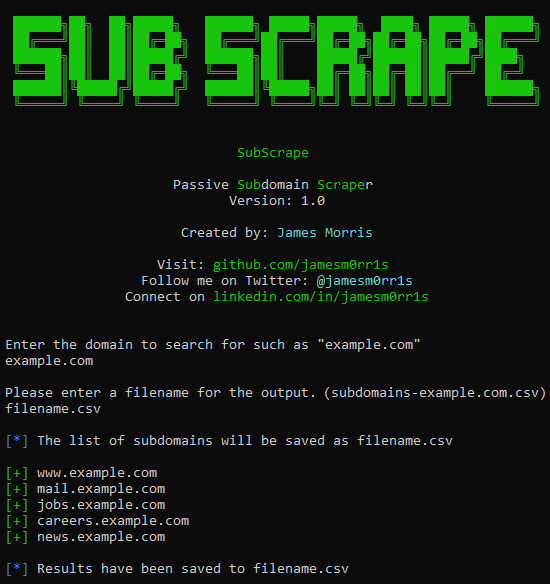 SUB SCRAPE
SubScrape
Passive Subdomain Scraper
Version: 1.0
Created by: James Morris
Visit: github.com/jamesm0rr1s
Follow me on Twitter: @jamesm0rr1s
Connect on linkedin.com/in/jamesm0rr1s
Enter the domain to search for such as "example.com"
example.com
Please enter a filename for the output. (subdomains-example.com.csv)
filename.csv
[*] The list of subdomains will be saved as filename.csv
[+] www.example.com
[+] mail.example.com
[+] jobs.example.com
[+] careers.example.com
[+] news.example.com
[*] Results have been saved to filename.csv